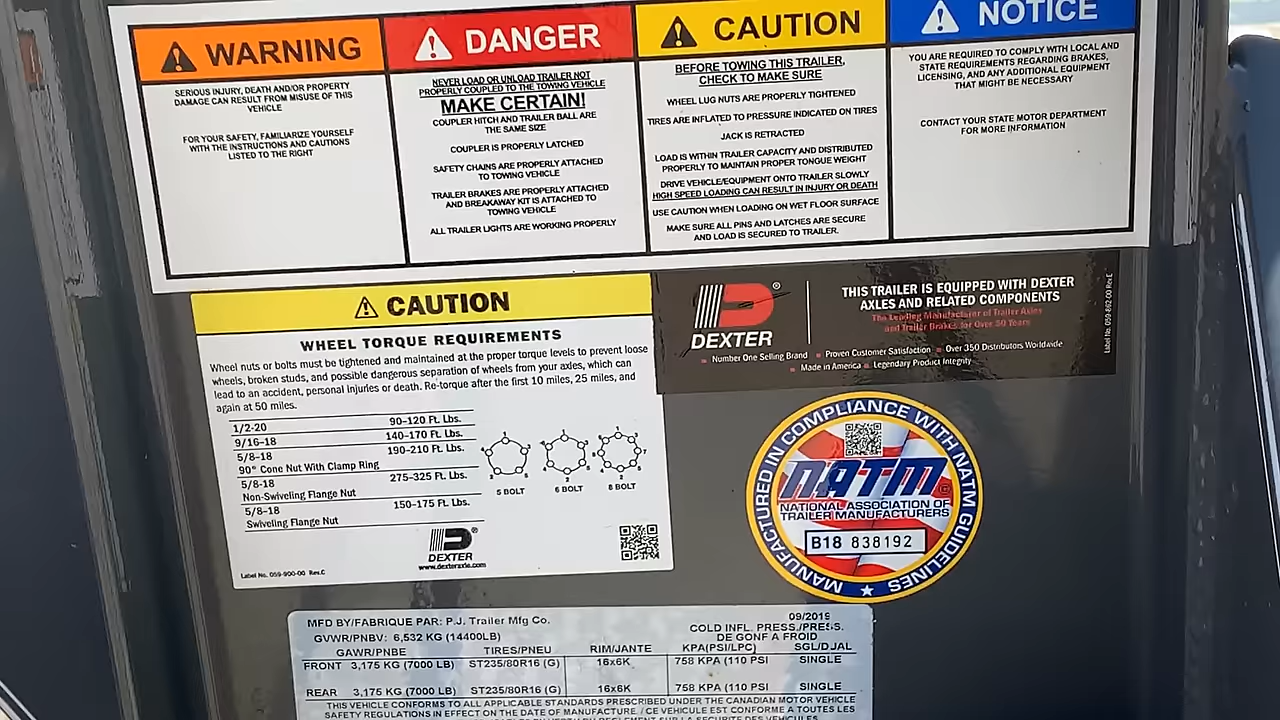 WARNING
SERIOUS INJURY, DEATH AND/OR PROPERTY
DAMAGE CAN RESULT FROM MISUSE OF THIS
VEHICLE
FOR YOUR SAFETY, FAMILIARIZE YOURSELF
WITH THE INSTRUCTIONS AND CAUTIONS
LISTED TO THE RIGHT
DANGER
NEVER LOAD OR UNLOAD TRAILER NOT
PROPERLY COUPLED TO THE TOWING VEHICLE
MAKE CERTAIN!
COUPLER HITCH AND TRAILER BALL ARE
THE SAME SIZE
COUPLER IS PROPERLY LATCHED
SAFETY CHAINS ARE PROPERLY ATTACHED
TO TOWING VEHICLE
TRAILER BRAKES ARE PROPERLY ATTACHED
AND BREAKAWAY KIT IS ATTACHED TO
TOWING VEHICLE
ALL TRAILER LIGHTS ARE WORKING PROPERLY
CAUTION
BEFORE TOWING THIS TRAILER,
CHECK TO MAKE SURE
WHEEL LUG NUTS ARE PROPERLY TIGHTENED
TIRES ARE INFLATED TO PRESSURE INDICATED ON TIRES
JACK IS RETRACTED
LOAD IS WITHIN TRAILER CAPACITY AND DISTRIBUTED
PROPERLY TO MAINTAIN PROPER TONGUE WEIGHT
DRIVE VEHICLE/EQUIPMENT ONTO TRAILER SLOWLY
HIGH SPEED LOADING CAN RESULT IN INJURY OR DEATH
USE CAUTION WHEN LOADING ON WET FLOOR SURFACE
MAKE SURE ALL PINS AND LATCHES ARE SECURE
AND LOAD IS SECURED TO TRAILER.
NOTICE
YOU ARE REQUIRED TO COMPLY WITH LOCAL AND
STATE REQUIREMENTS REGARDING BRAKES,
LICENSING, AND ANY ADDITIONAL EQUIPMENT
THAT MIGHT BE NECESSARY
CONTACT YOUR STATE MOTOR DEPARTMENT
FOR MORE INFORMATION
CAUTION
WHEEL TORQUE REQUIREMENTS
Wheel nuts or bolts must be tightened and maintained at the proper torque levels to prevent loose
wheels, broken studs, and possible dangerous separation of wheels from your axles, which can
lead to an accident, personal injuries or death. Re-torque after the first 10 miles, 25 miles, and
again at 50 miles.
1/2-20 90-120 Ft. Lbs.
9/16-18 140-170 Ft. Lbs.
5/8-18 190-210 Ft. Lbs.
90° Cone Nut With Clamp Ring
5/8-18 275-325 Ft. Lbs.
Non-Swiveling Flange Nut
5/8-18 150-175 Ft. Lbs.
Swiveling Flange Nut
5 BOLT 6 BOLT 8 BOLT
DEXTER
www.dexteraxle.com
Label No. 059-900-00 Rev.C
DEXTER
THIS TRAILER IS EQUIPPED WITH DEXTER
AXLES AND RELATED COMPONENTS
The Leading Manufacturer of Trailer Axles
and Trailer Brakes for Over 50 Years
Number One Selling Brand Proven Customer Satisfaction Over 350 Distributors Worldwide
Made in America Legendary Product Integrity
Label No. 059-892-00 Rev.E
MANUFACTURED IN COMPLIANCE WITH NATM GUIDELINES
NATM
NATIONAL ASSOCIATION OF
TRAILER MANUFACTURERS
B18 838192
MFD BY/FABRIQUE PAR: P.J. Trailer Mfg Co. 09/2019
GVWR/PNBV: 6,532 KG (14400LB) COLD INFL. PRESS./PRESS.
DE GONF A FROID
GAWR/PNBE TIRES/PNEU RIM/JANTE KPA(PSI/LPC) SGL/DJAL
FRONT 3,175 KG (7000 LB) ST235/80R16 (G) 16x6K 758 KPA (110 PSI SINGLE
REAR 3,175 KG (7000 LB) ST235/80R16 (G) 16x6K 758 KPA (110 PSI SINGLE
THIS VEHICLE CONFORMS TO ALL APPLICABLE STANDARDS PRESCRIBED UNDER THE CANADIAN MOTOR VEHICLE
SAFETY REGULATIONS IN EFFECT ON THE DATE OF MANUFACTURE. / CE VEHICULE EST CONFORME A TOUTES LES